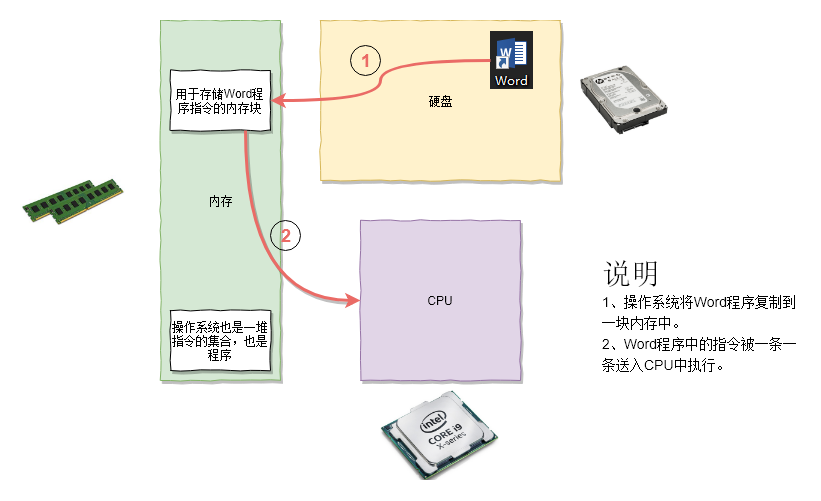 1
W
Word
用于存储Word程
序指令的内存块
硬盘
内存
2
CPU
操作系统也是一堆
指令的集合，也是
程序
说明
1、操作系统将Word程序复制到
一块内存中。
2、Word程序中的指令被一条一
条送入CPU中执行。
intel
CORE i9
X-series